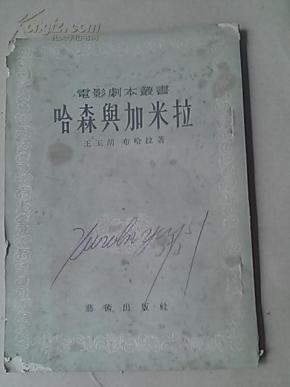 電影劇本叢書
哈森與加米拉
王玉胡 布哈拉著
藝術出版社